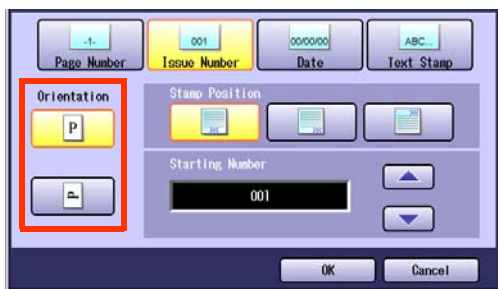 -1-
Page Number
001
Issue Number
00/00/00
Date
ABC...
Text Stamp
Orientation
P
P
Stamp Position
Starting Number
001
OK
Cancel